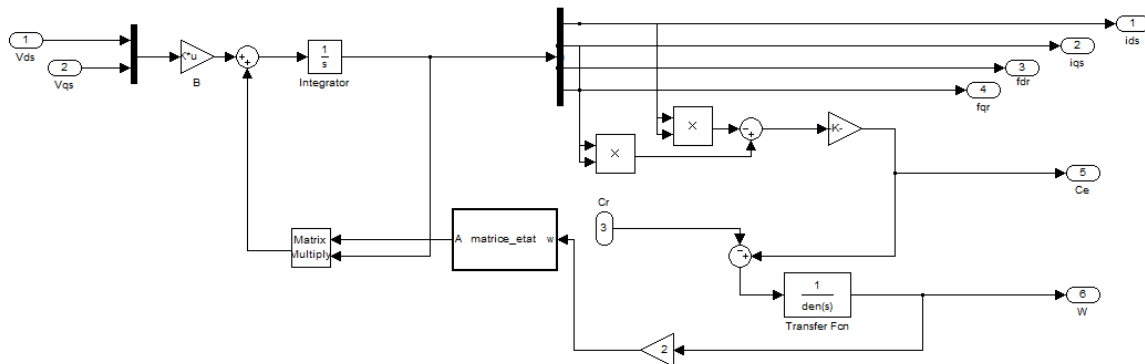 1
Vds
2
Vqs
K*u
B
+
+
1
s
Integrator
1
ids
2
iqs
3
fdr
4
fqr
×
×
−
+
-K-
5
Ce
Cr
3
Matrix
Multiply
A matrice_etat w
−
+
1
den(s)
Transfer Fcn
6
W
2